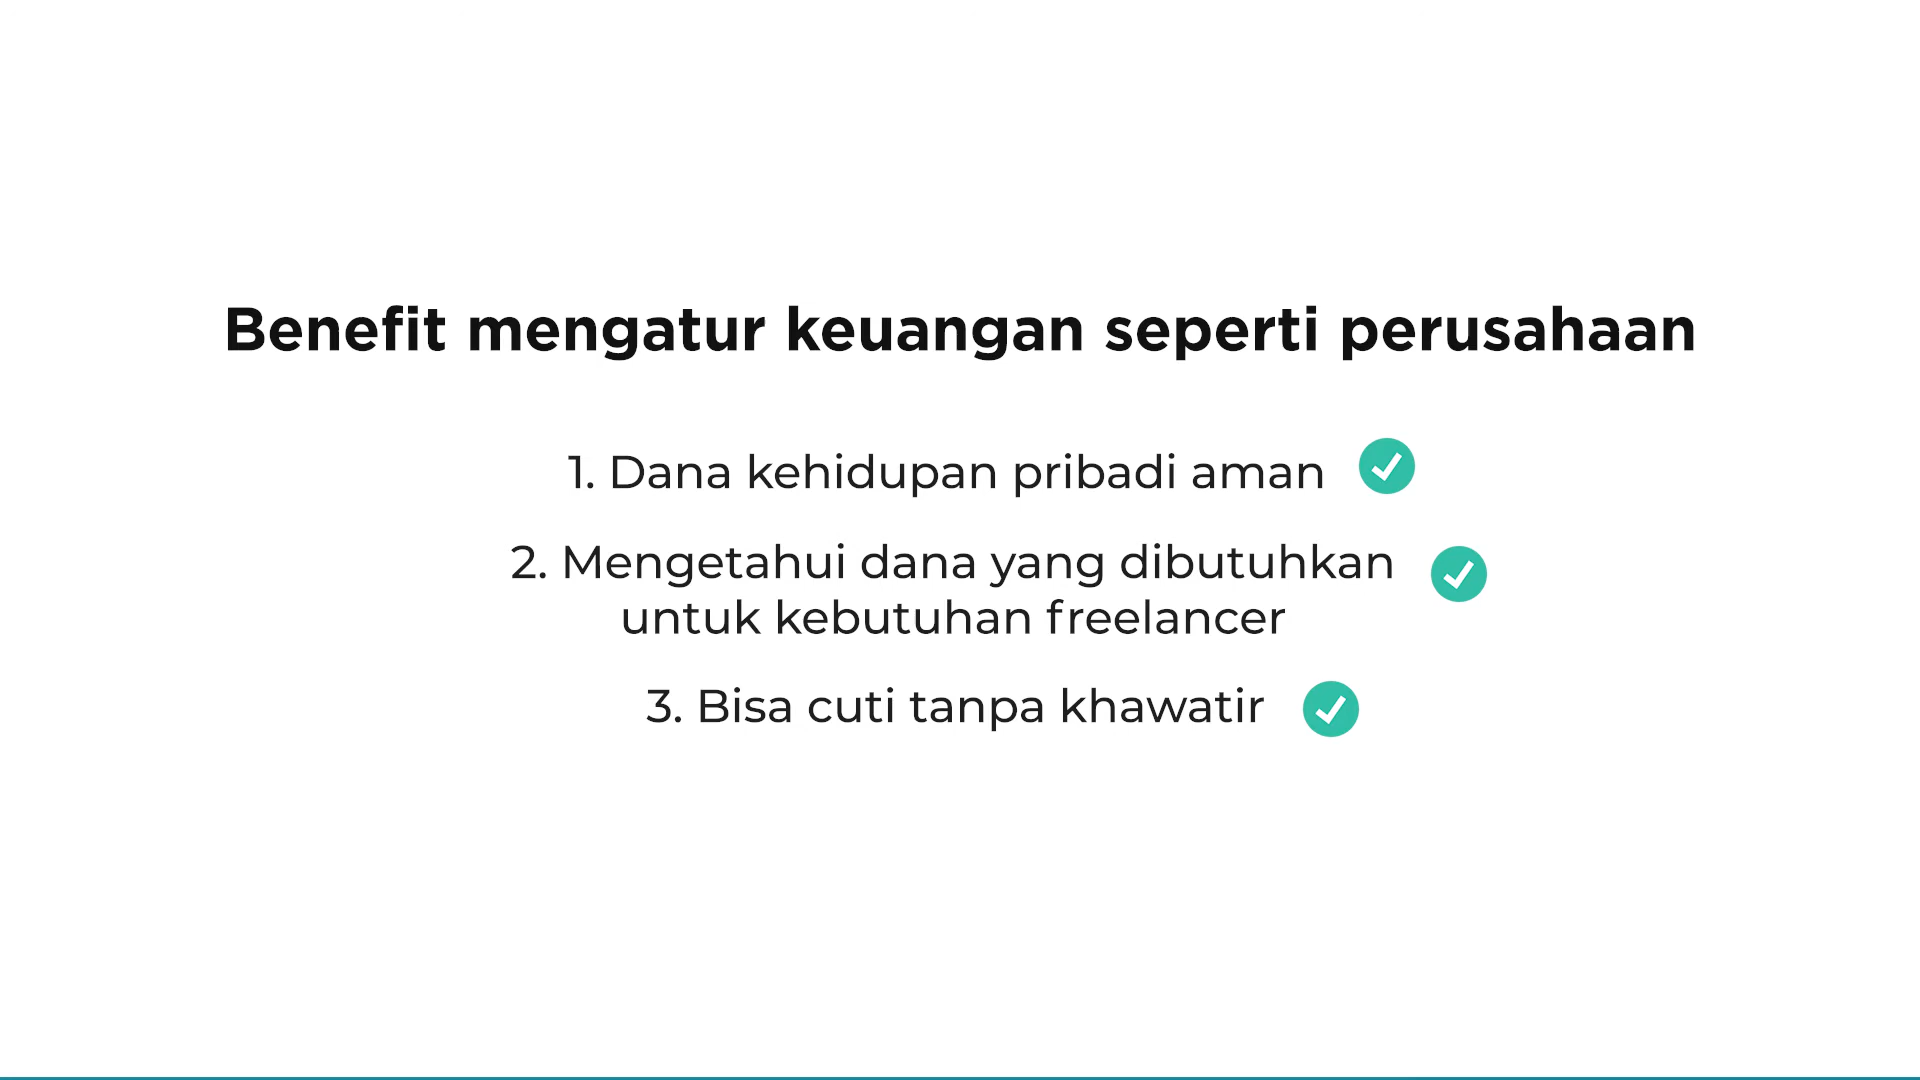 Benefit mengatur keuangan seperti perusahaan
1. Dana kehidupan pribadi aman
2. Mengetahui dana yang dibutuhkan
untuk kebutuhan freelancer
3. Bisa cuti tanpa khawatir